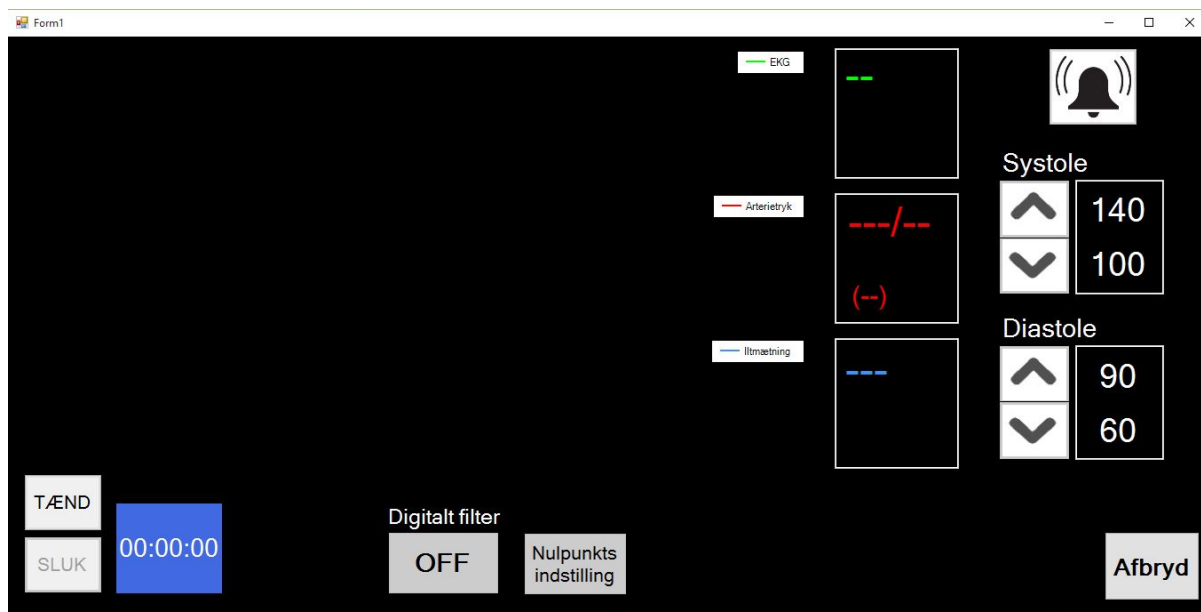 Form1
EKG
--
Systole
140
100
Arterietryk
---/--
(--)
Diastole
90
60
Iltmætning
---
TÆND
SLUK
00:00:00
Digitalt filter
OFF
Nulpunkts
indstilling
Afbryd